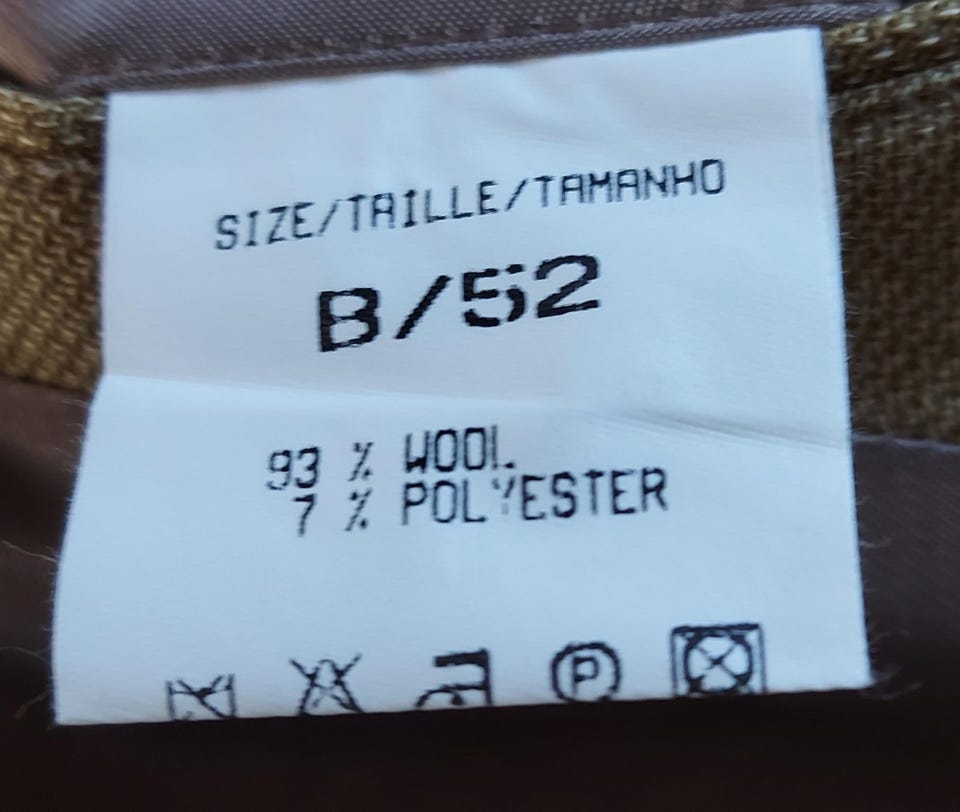 SIZE/TAILLE/TAMANHO
B/52
93 % WOOL
7 % POLYESTER
P